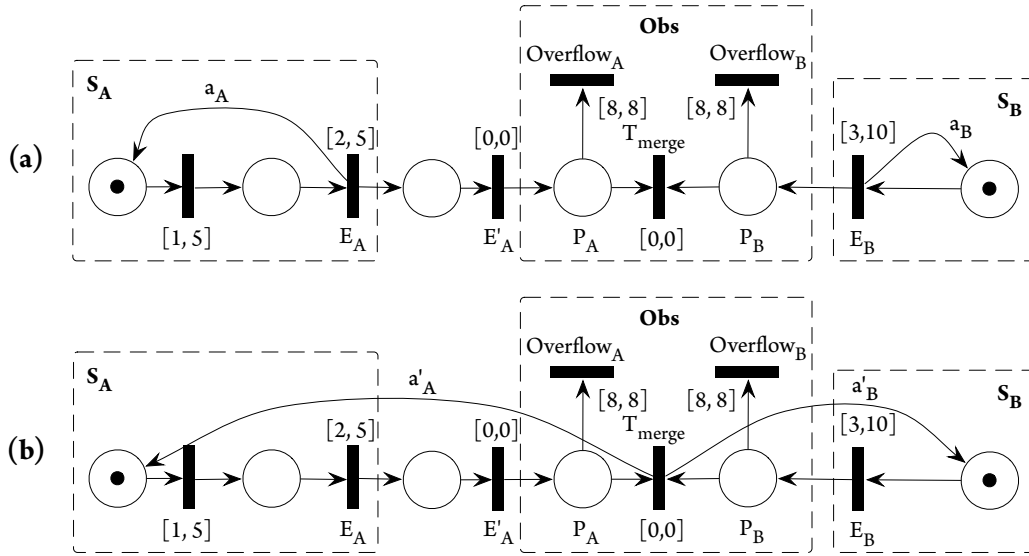 Obs
Overflow_A Overflow_B
S_A
a_A
[8, 8] [8, 8]
S_B
a_B
[2, 5] [0,0] T_merge [3,10]
(a)
[1, 5] E_A E'_A P_A [0,0] P_B E_B
Obs
Overflow_A Overflow_B
S_A
a'_A
[8, 8] [8, 8]
a'_B
S_B
[2, 5] [0,0] T_merge [3,10]
(b)
[1, 5] E_A E'_A P_A [0,0] P_B E_B